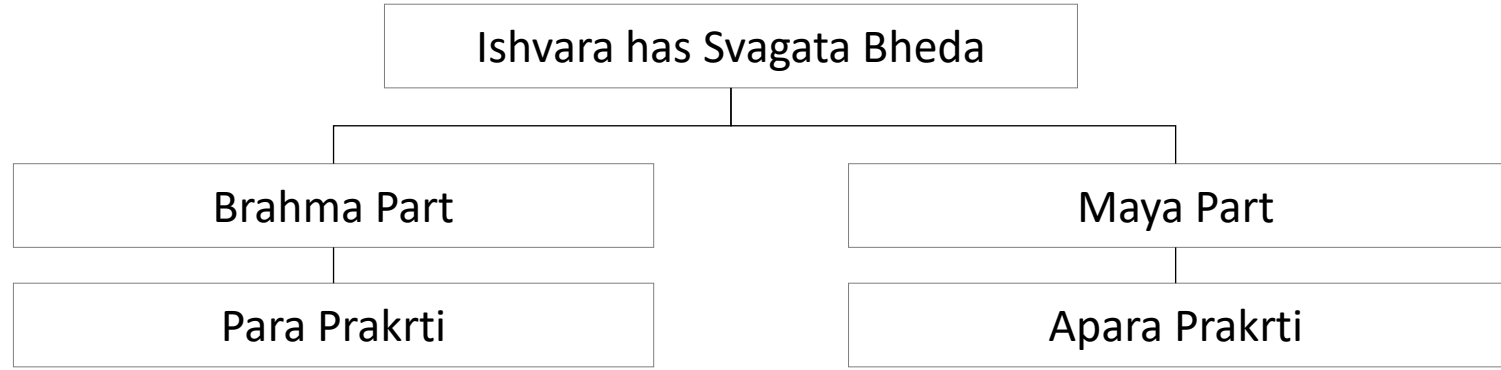 Ishvara has Svagata Bheda
Brahma Part
Maya Part
Para Prakrti
Apara Prakrti